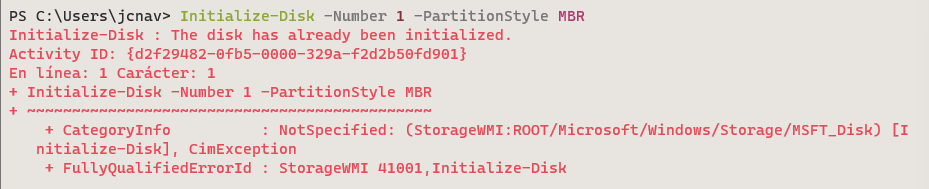 PS C:\Users\jcnav> Initialize-Disk -Number 1 -PartitionStyle MBR
Initialize-Disk : The disk has already been initialized.
Activity ID: {d2f29482-0fb5-0000-329a-f2d2b50fd901}
En línea: 1 Carácter: 1
+ Initialize-Disk -Number 1 -PartitionStyle MBR
+ ~~~~~~~~~~~~~~~~~~~~~~~~~~~~~~~~~~~~~~~~~~~~~
    + CategoryInfo          : NotSpecified: (StorageWMI:ROOT/Microsoft/Windows/Storage/MSFT_Disk) [I
   nitialize-Disk], CimException
    + FullyQualifiedErrorId : StorageWMI 41001,Initialize-Disk